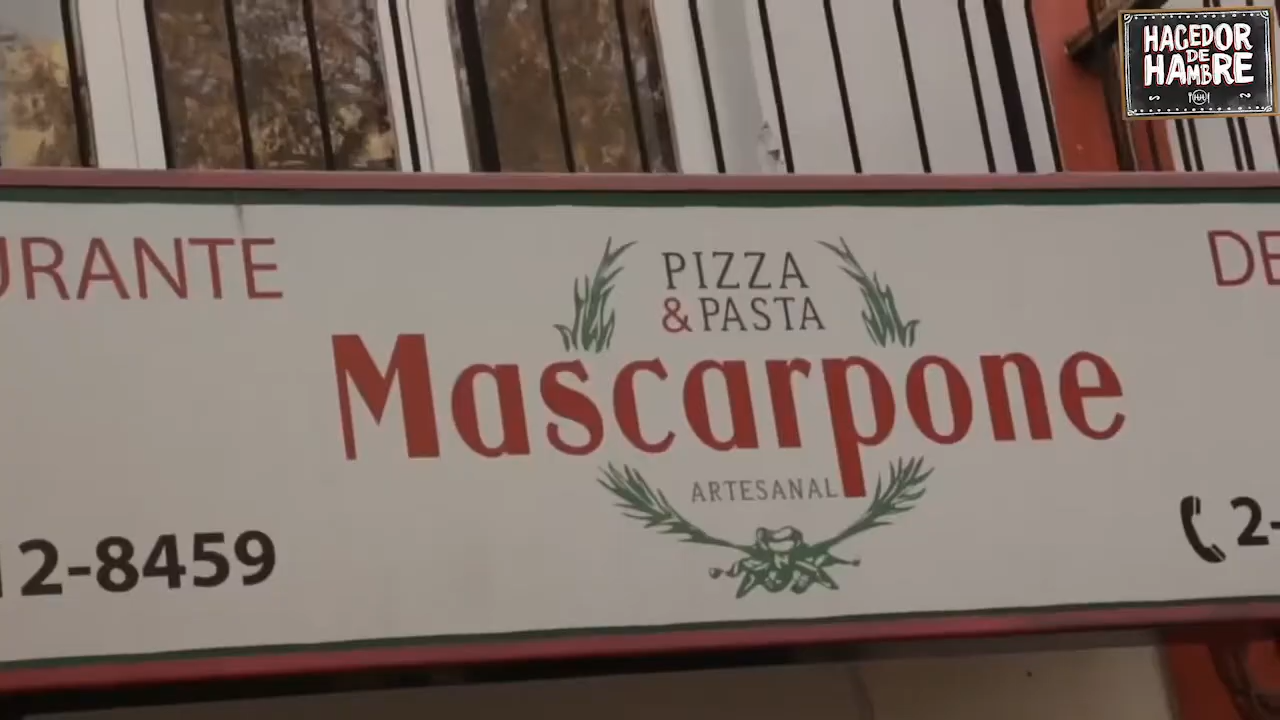 HACEDOR
DE
HAMBRE
URANTE
PIZZA
& PASTA
Mascarpone
ARTESANAL
2-8459
DE
2-